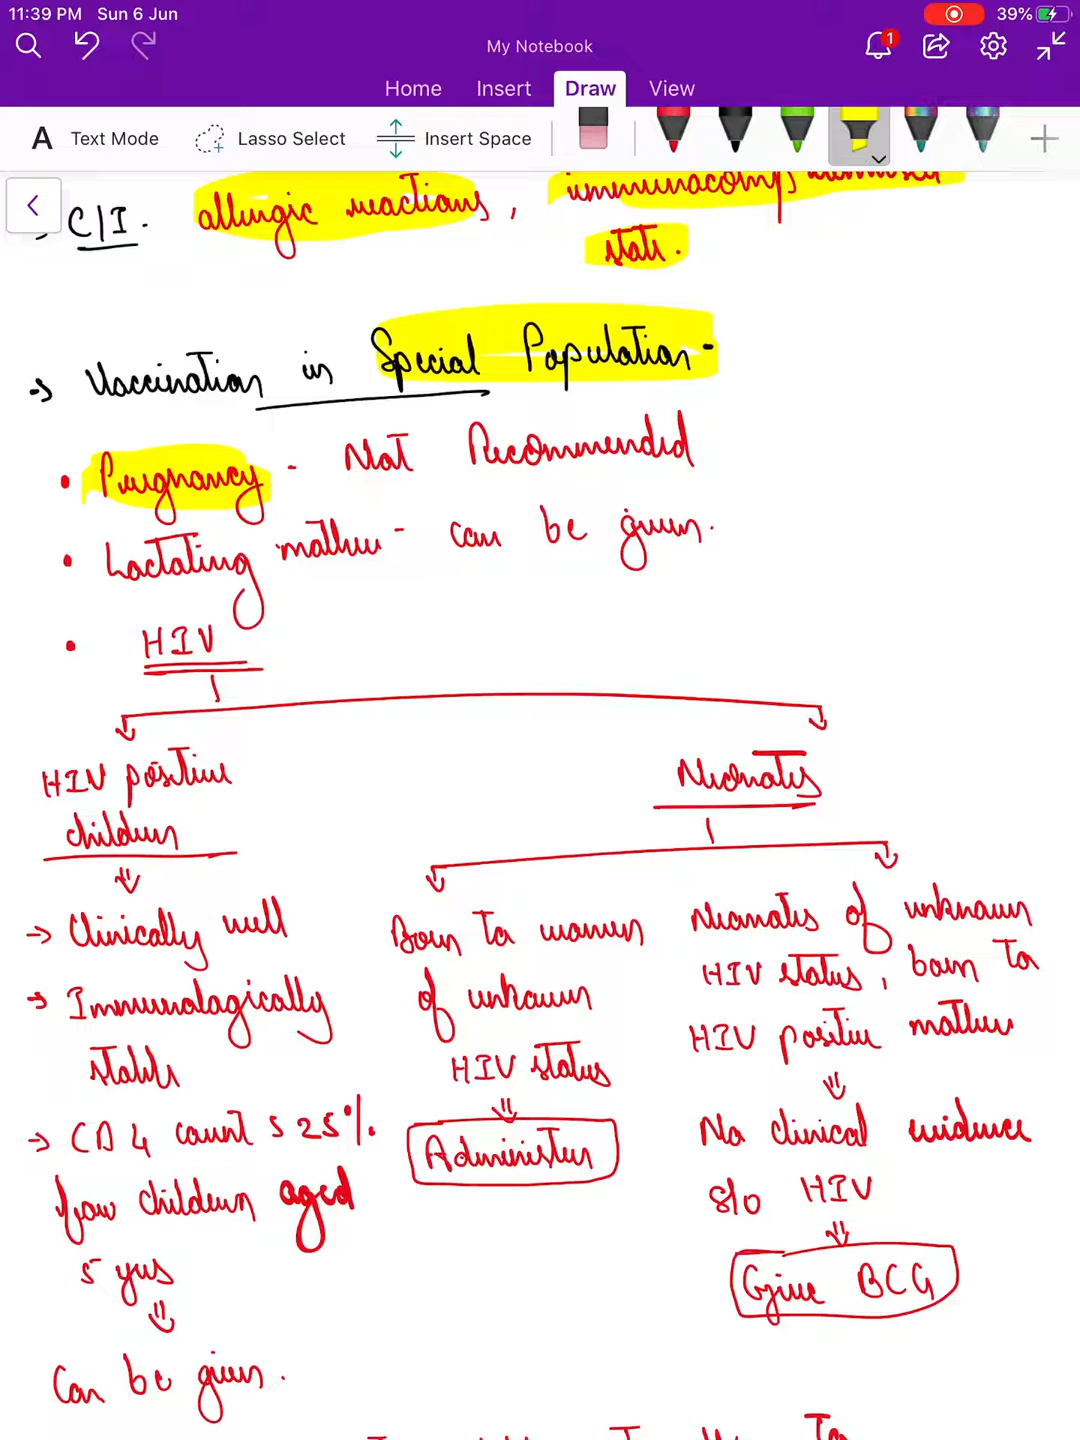 11:39 PM Sun 6 Jun 39%
1
My Notebook
Home Insert Draw View
A Text Mode Lasso Select Insert Space
→ C/I. allergic reactions, immunocompromised
state.
→ Vaccination in Special Population-
• Pregnancy - Not Recommended
• Lactating mother - can be given.
• HIV
HIV positive
children
→ Clinically well
→ Immunologically
stable
→ CD4 count > 25%.
for children aged
5 yrs
Can be given.
Neonates
Born to women
of unknown
HIV status
Administer
Neonates of unknown
HIV status, born to
HIV positive mother
No clinical evidence
s/o HIV
Give BCG